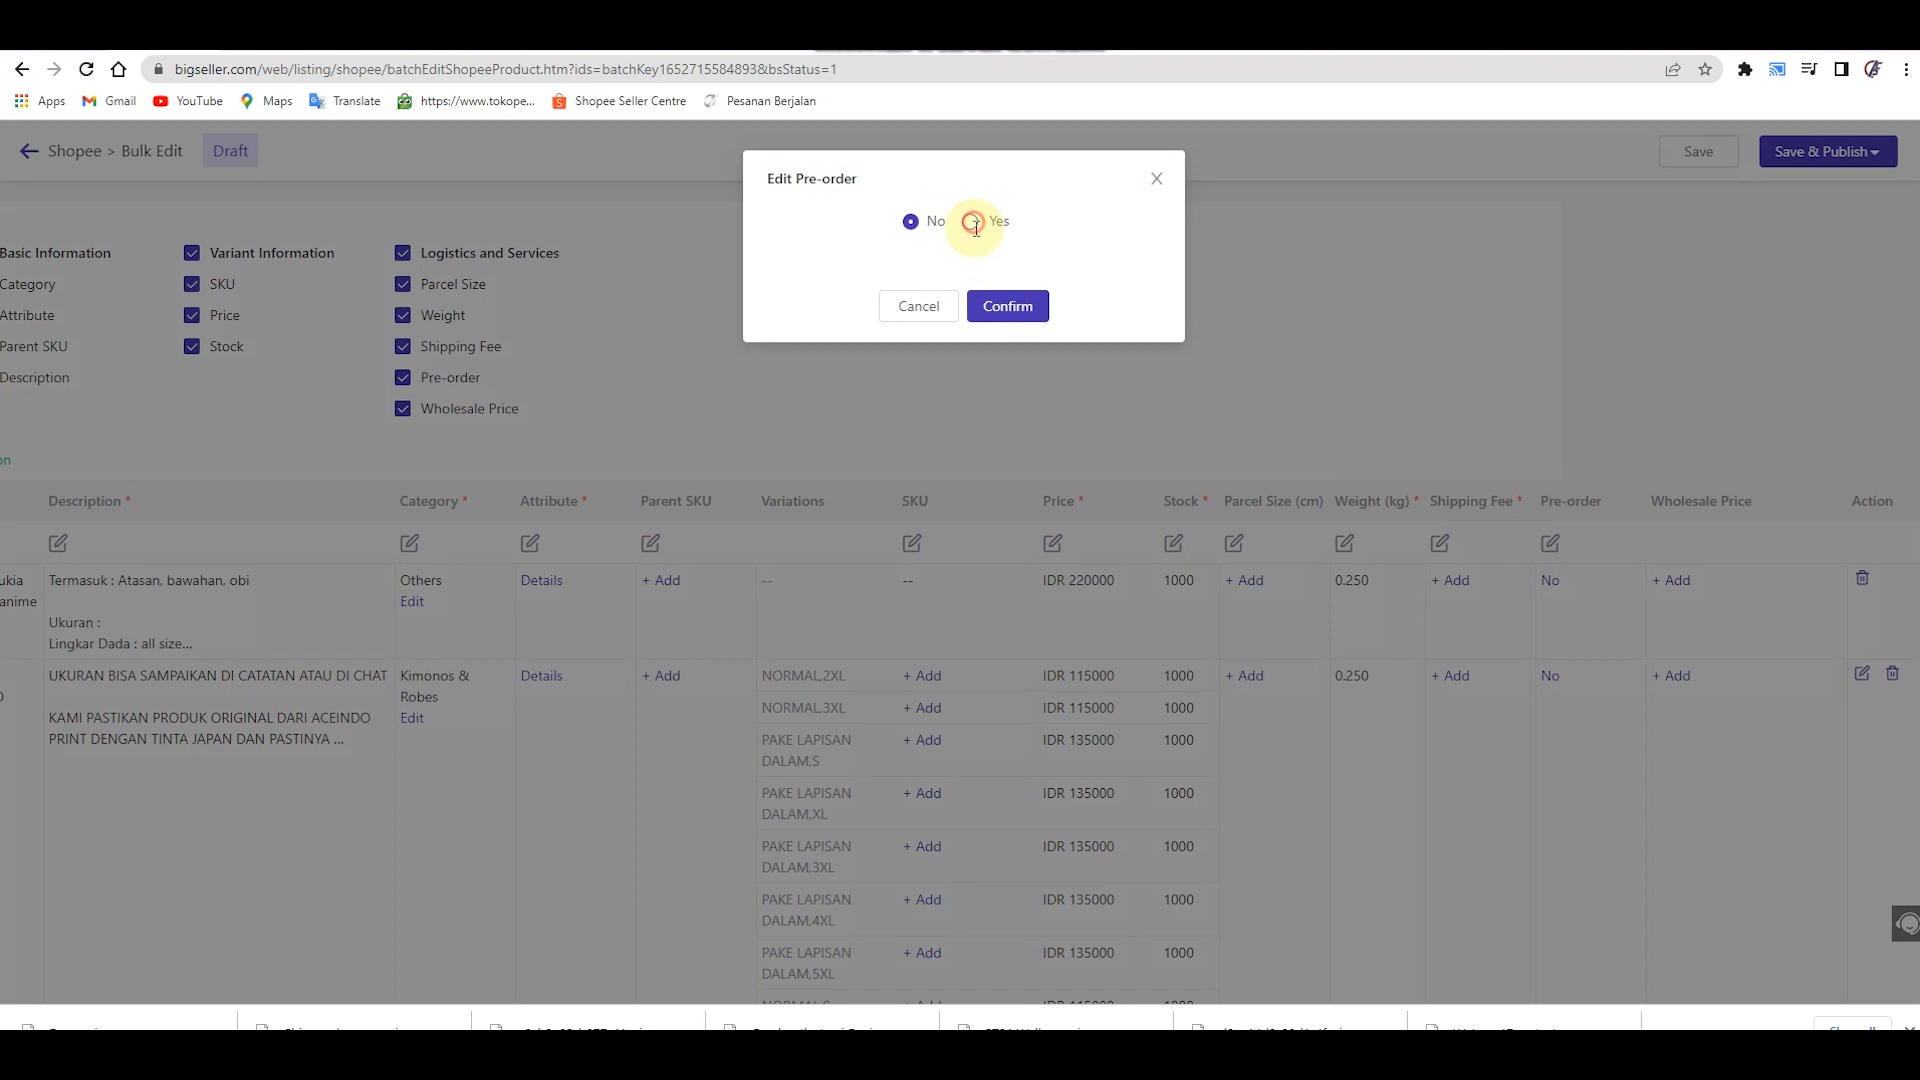 bigseller.com/web/listing/shopee/batchEditShopeeProduct.htm?ids=batchKey1652715584893&bsStatus=1
Apps Gmail YouTube Maps Translate https://www.tokope... Shopee Seller Centre Pesanan Berjalan
Shopee > Bulk Edit Draft Save Save & Publish
Edit Pre-order
No Yes
Cancel Confirm
Basic Information Variant Information Logistics and Services
Category SKU Parcel Size
Attribute Price Weight
Parent SKU Stock Shipping Fee
Description Pre-order
Wholesale Price
on
Description * Category * Attribute * Parent SKU Variations SKU Price * Stock * Parcel Size (cm) Weight (kg) * Shipping Fee * Pre-order Wholesale Price Action
ukia Termasuk : Atasan, bawahan, obi Others Details + Add -- -- IDR 220000 1000 + Add 0.250 + Add No + Add
anime Edit
Ukuran :
Lingkar Dada : all size...
UKURAN BISA SAMPAIKAN DI CATATAN ATAU DI CHAT Kimonos & Details + Add NORMAL,2XL + Add IDR 115000 1000 + Add 0.250 + Add No + Add
Robes
KAMI PASTIKAN PRODUK ORIGINAL DARI ACEINDO Edit NORMAL,3XL + Add IDR 115000 1000
PRINT DENGAN TINTA JAPAN DAN PASTINYA ... PAKE LAPISAN + Add IDR 135000 1000
DALAM,S
PAKE LAPISAN + Add IDR 135000 1000
DALAM,XL
PAKE LAPISAN + Add IDR 135000 1000
DALAM,3XL
PAKE LAPISAN + Add IDR 135000 1000
DALAM,4XL
PAKE LAPISAN + Add IDR 135000 1000
DALAM,5XL